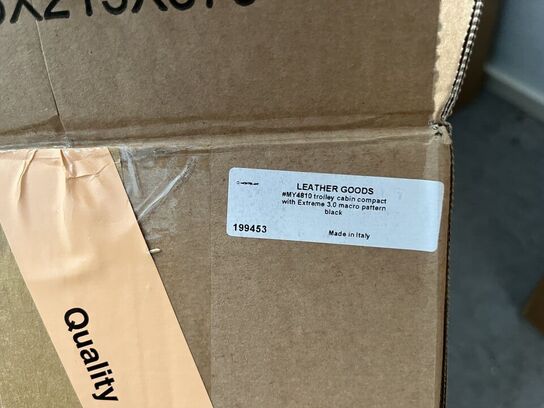 LEATHER GOODS
#MY4810 trolley cabin compact
with Extreme 3.0 macro pattern
black
199453
Made in Italy
Quality